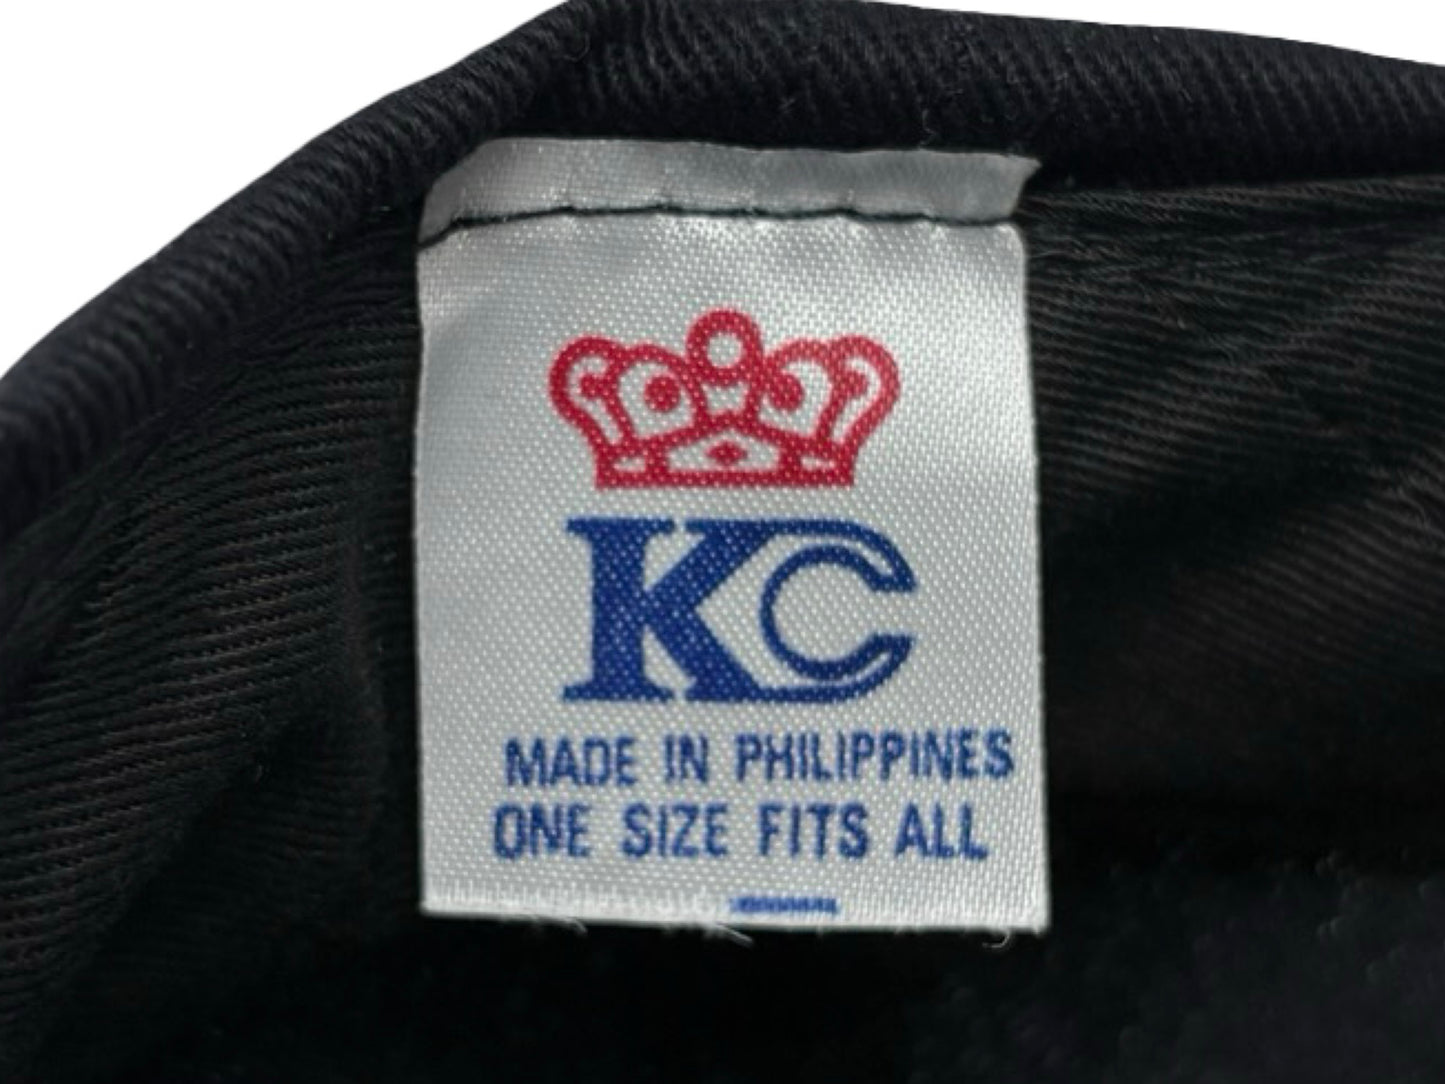 KC
MADE IN PHILIPPINES
ONE SIZE FITS ALL